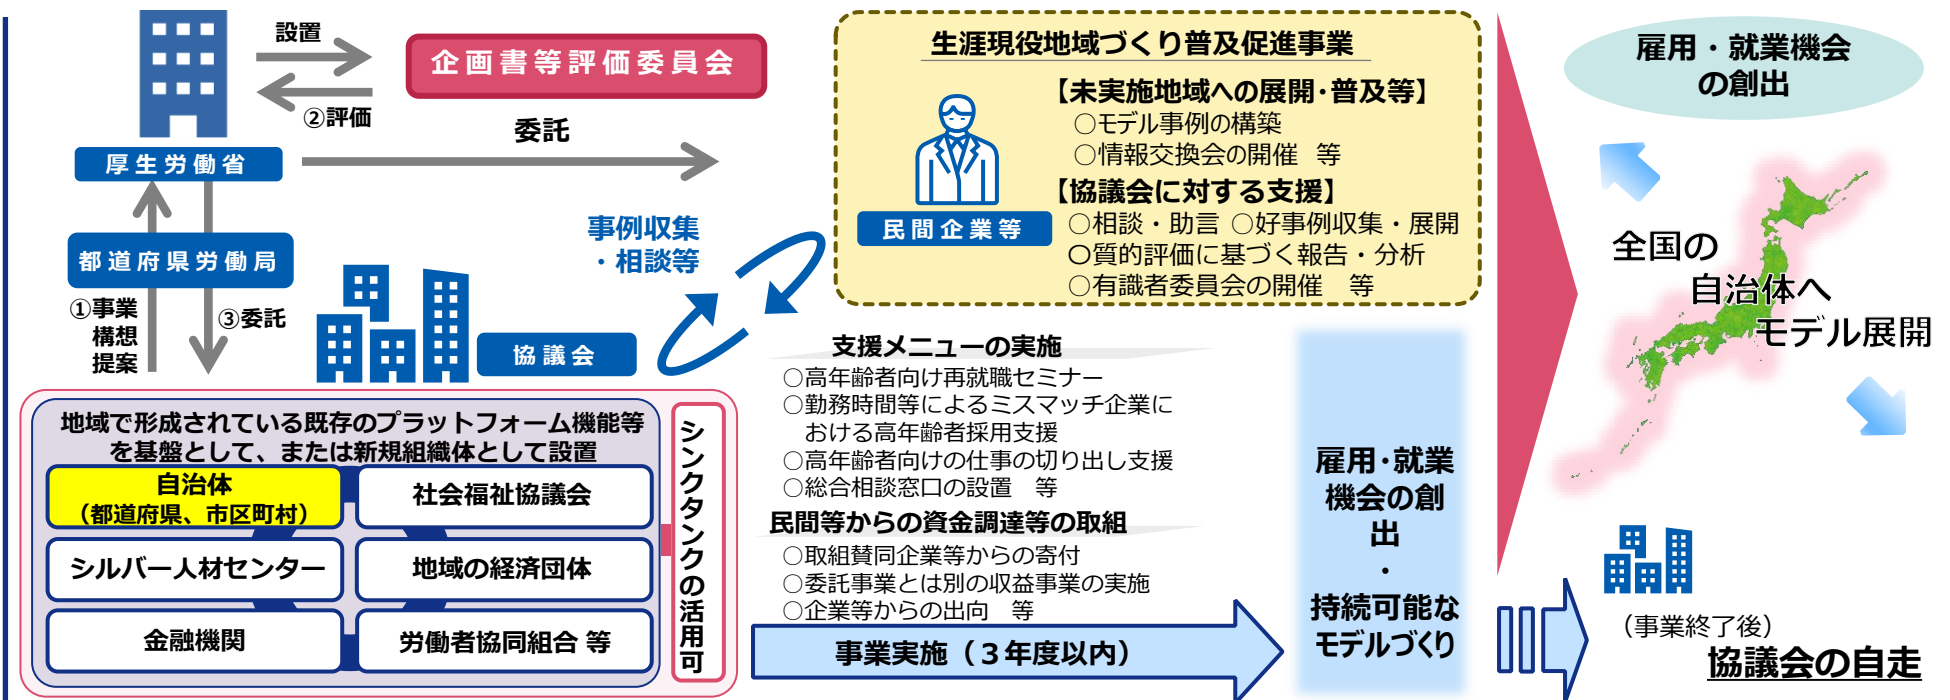 設置
企画書等評価委員会
②評価
委託
厚生労働省
都道府県労働局
①事業
構想
提案
③委託
事例収集
・相談等
協議会
地域で形成されている既存のプラットフォーム機能等
を基盤として、または新規組織体として設置
自治体
（都道府県、市区町村）
社会福祉協議会
シルバー人材センター
地域の経済団体
金融機関
労働者協同組合 等
シンクタンクの活用可
生涯現役地域づくり普及促進事業
【未実施地域への展開・普及等】
○モデル事例の構築
○情報交換会の開催　等
【協議会に対する支援】
○相談・助言 ○好事例収集・展開
○質的評価に基づく報告・分析
○有識者委員会の開催　等
民間企業等
支援メニューの実施
○高年齢者向け再就職セミナー
○勤務時間等によるミスマッチ企業に
おける高年齢者採用支援
○高年齢者向けの仕事の切り出し支援
○総合相談窓口の設置　等
民間等からの資金調達等の取組
○取組賛同企業等からの寄付
○委託事業とは別の収益事業の実施
○企業等からの出向　等
事業実施（３年度以内）
雇用・就業
機会の創
出
・
持続可能な
モデルづくり
雇用・就業機会
の創出
全国の
自治体へ
モデル展開
（事業終了後）
協議会の自走